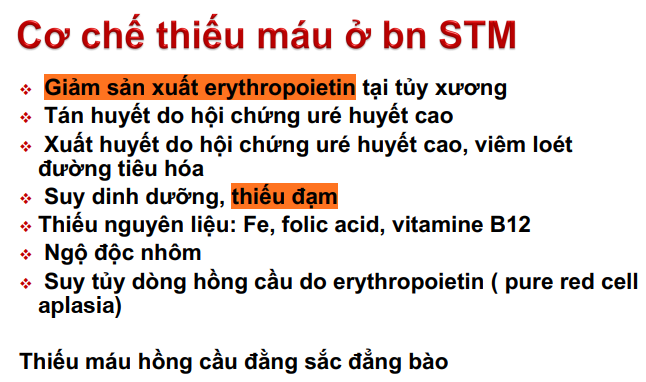 Cơ chế thiếu máu ở bn STM
❖ Giảm sản xuất erythropoietin tại tủy xương
❖ Tán huyết do hội chứng uré huyết cao
❖ Xuất huyết do hội chứng uré huyết cao, viêm loét
đường tiêu hóa
❖ Suy dinh dưỡng, thiếu đạm
❖ Thiếu nguyên liệu: Fe, folic acid, vitamine B12
❖ Ngộ độc nhôm
❖ Suy tủy dòng hồng cầu do erythropoietin ( pure red cell
aplasia)
Thiếu máu hồng cầu đằng sắc đẳng bào